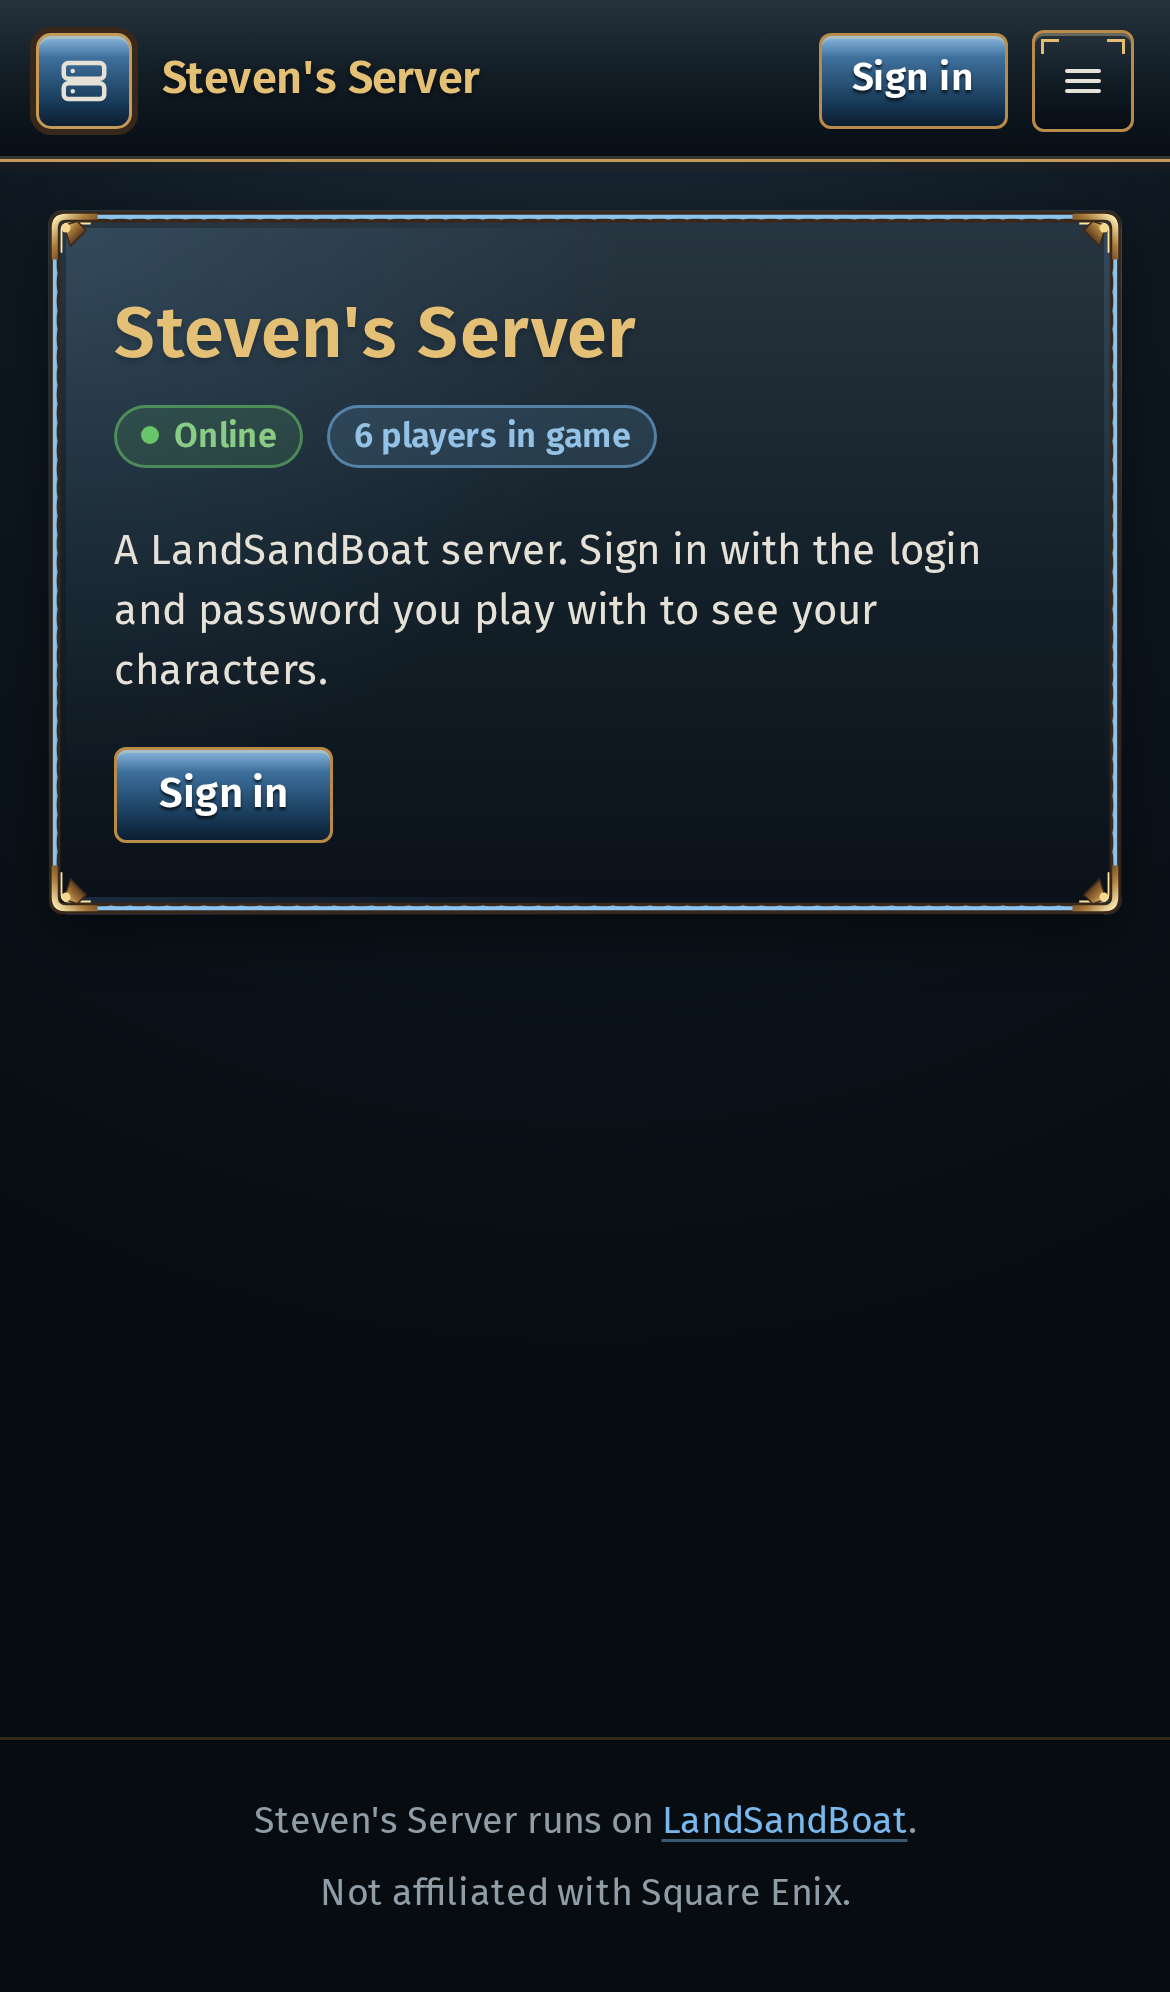 Steven's Server
Sign in
Steven's Server
Online
6 players in game
A LandSandBoat server. Sign in with the login
and password you play with to see your
characters.
Sign in
Steven's Server runs on LandSandBoat.
Not affiliated with Square Enix.